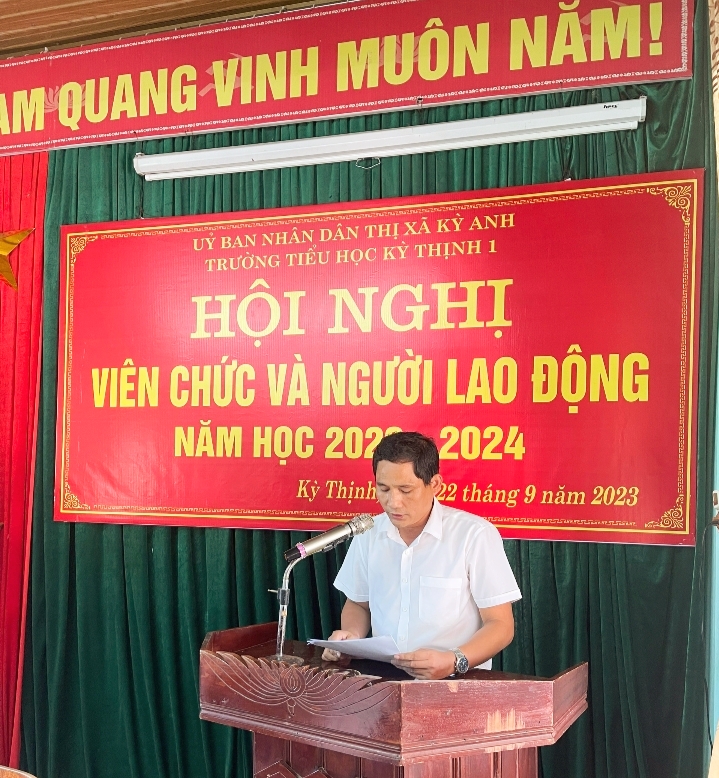 AM QUANG VINH MUÔN NĂM!
UỶ BAN NHÂN DÂN THỊ XÃ KỲ ANH
TRƯỜNG TIỂU HỌC KỲ THỊNH 1
HỘI NGHỊ
VIÊN CHỨC VÀ NGƯỜI LAO ĐỘNG
NĂM HỌC 202 2024
Kỳ Thịnh 22 tháng 9 năm 2023